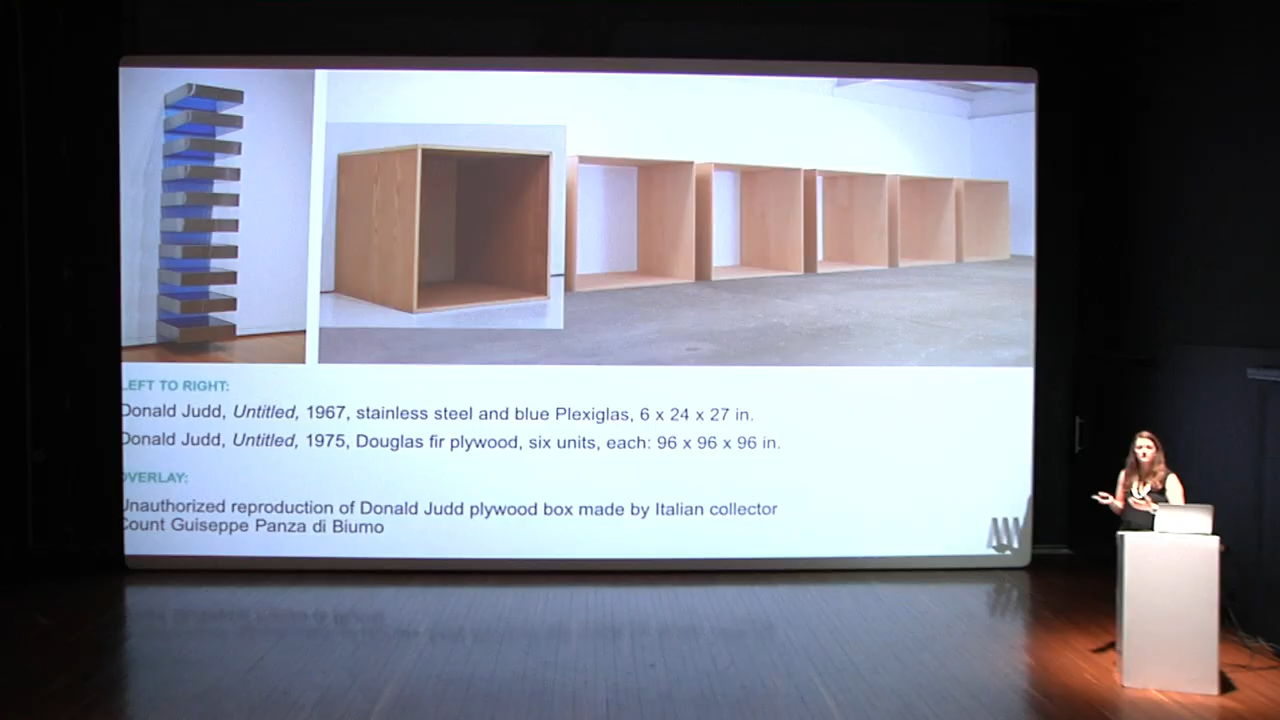 LEFT TO RIGHT:
Donald Judd, Untitled, 1967, stainless steel and blue Plexiglas, 6 x 24 x 27 in.
Donald Judd, Untitled, 1975, Douglas fir plywood, six units, each: 96 x 96 x 96 in.
OVERLAY:
Unauthorized reproduction of Donald Judd plywood box made by Italian collector
Count Guiseppe Panza di Biumo
AW